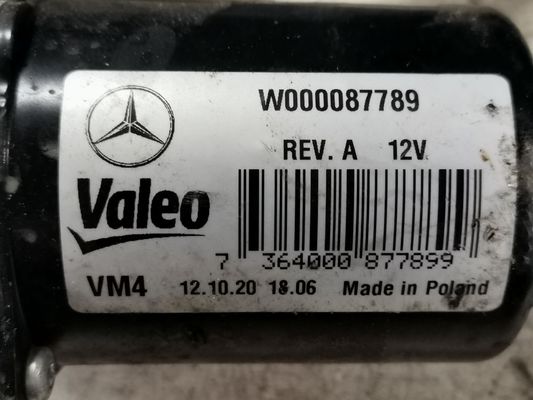 W000087789
REV. A 12V
Valeo
7 364000 877899
VM4 12.10.20 18.06 Made in Poland